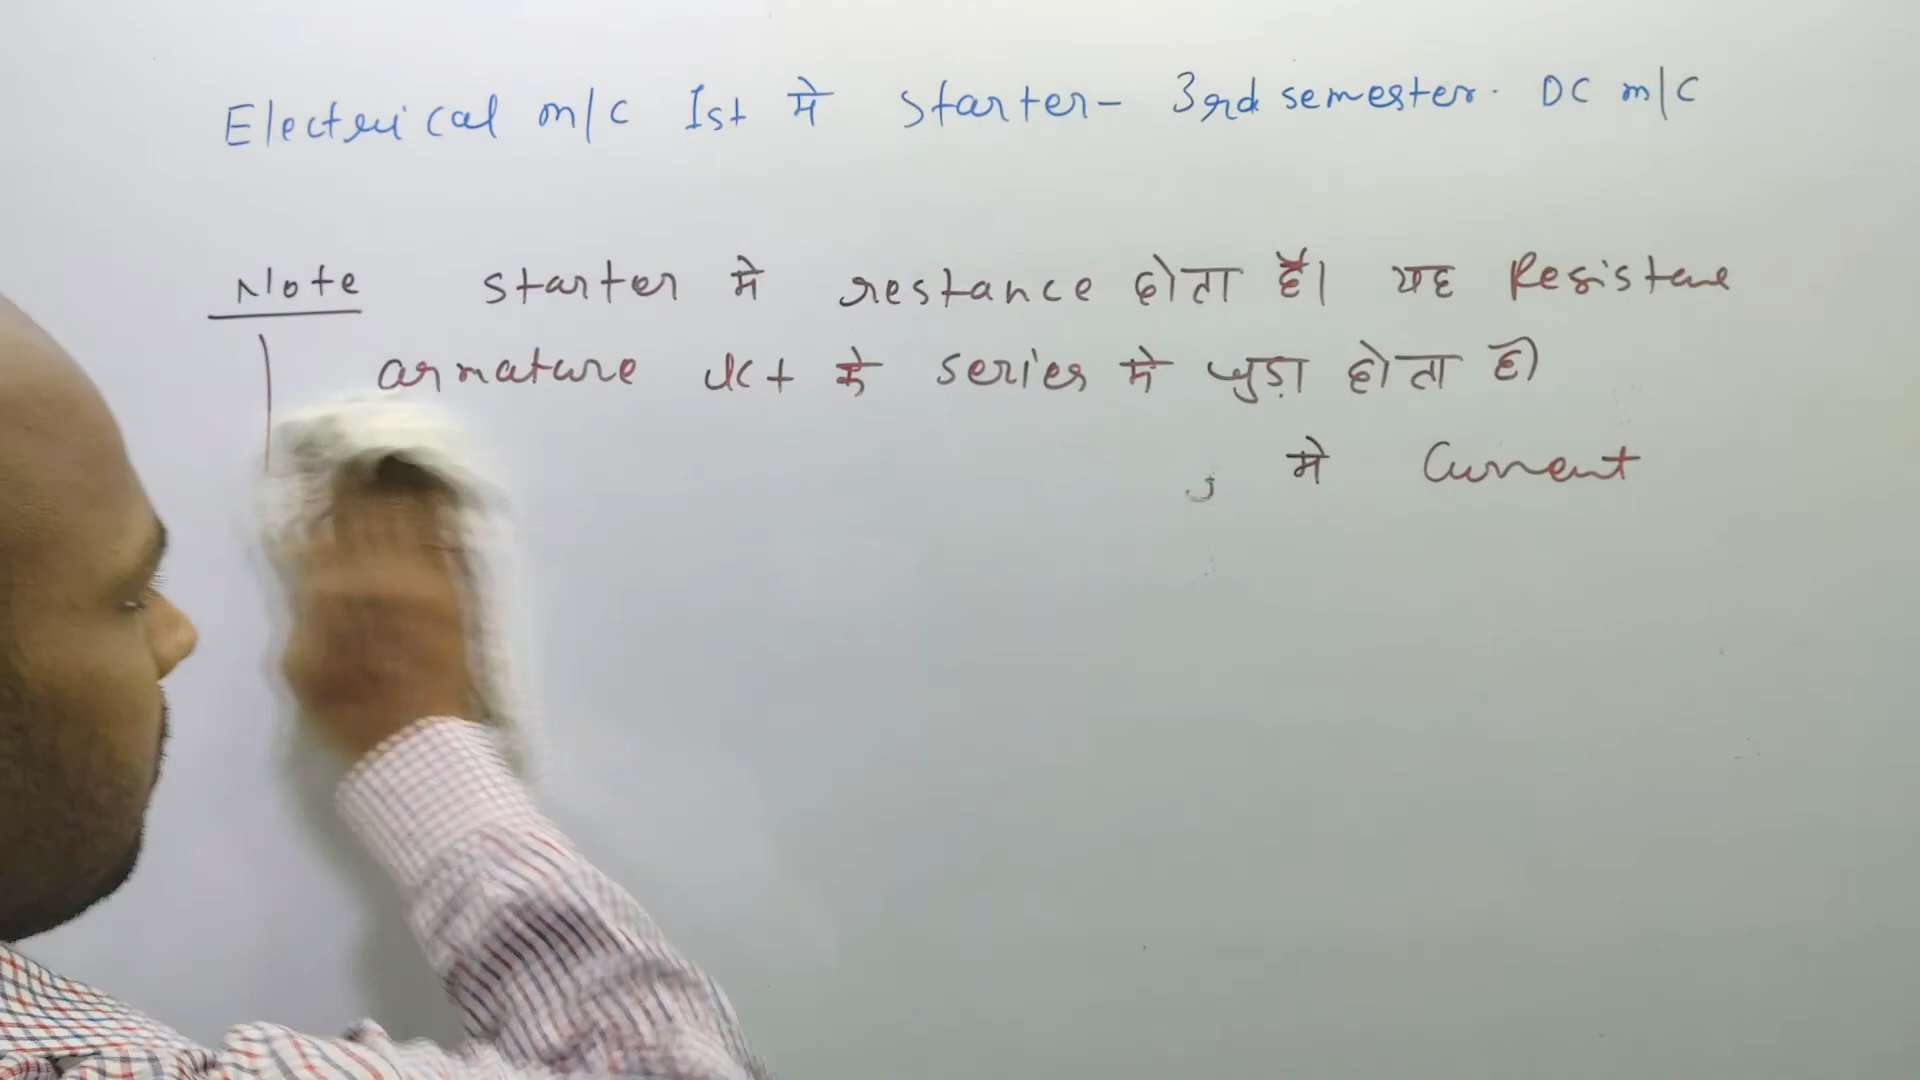 Electrical m/c Ist मे Starter - 3rd semester. DC m/c
Note starter मे restance होता है। यह Resistance
armature ckt के series मे जुड़ा होता है
मे Current